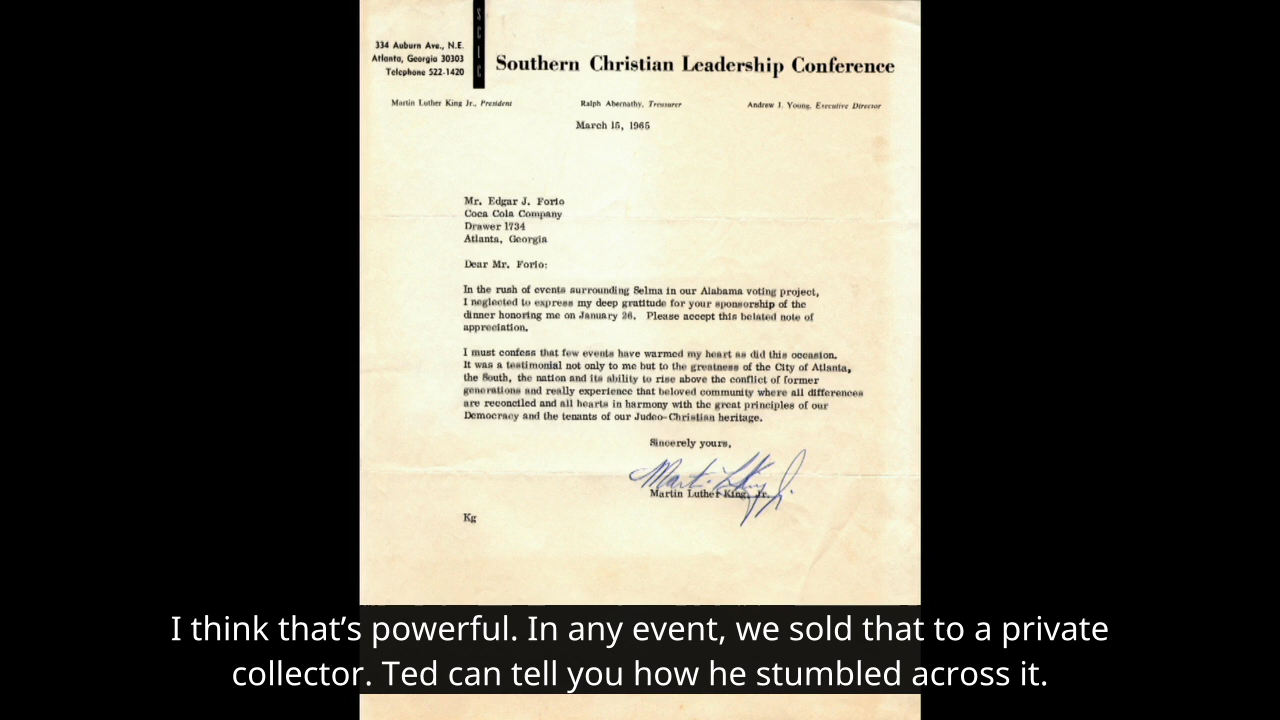 SCLC
334 Auburn Ave., N.E.
Atlanta, Georgia 30303
Telephone 522-1420
Southern Christian Leadership Conference
Martin Luther King Jr., President
Ralph Abernathy, Treasurer
Andrew J. Young, Executive Director
March 15, 1965
Mr. Edgar J. Forio
Coca Cola Company
Drawer 1734
Atlanta, Georgia
Dear Mr. Forio:
In the rush of events surrounding Selma in our Alabama voting project,
I neglected to express my deep gratitude for your sponsorship of the
dinner honoring me on January 26. Please accept this belated note of
appreciation.
I must confess that few events have warmed my heart as did this occasion.
It was a testimonial not only to me but to the greatness of the City of Atlanta,
the South, the nation and its ability to rise above the conflict of former
generations and really experience that beloved community where all differences
are reconciled and all hearts in harmony with the great principles of our
Democracy and the tenants of our Judeo-Christian heritage.
Sincerely yours,
Martin L King Jr
Martin Luther King, Jr.
Kg
I think that’s powerful. In any event, we sold that to a private
collector. Ted can tell you how he stumbled across it.